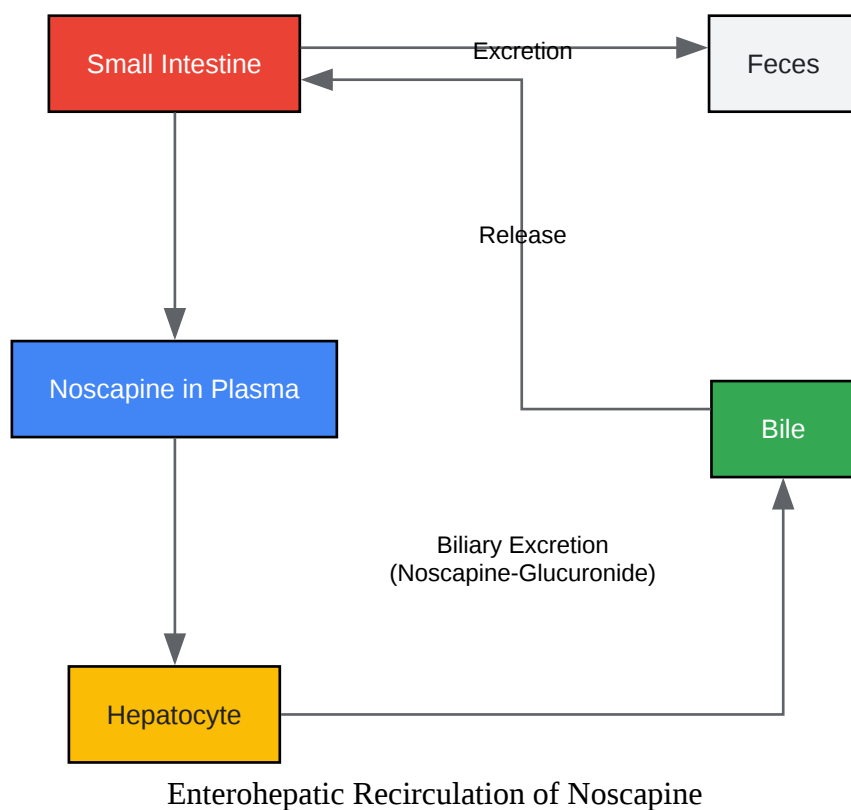 Small Intestine
Excretion
Feces
Release
Noscapine in Plasma
Bile
Biliary Excretion
(Noscapine-Glucuronide)
Hepatocyte
Enterohepatic Recirculation of Noscapine